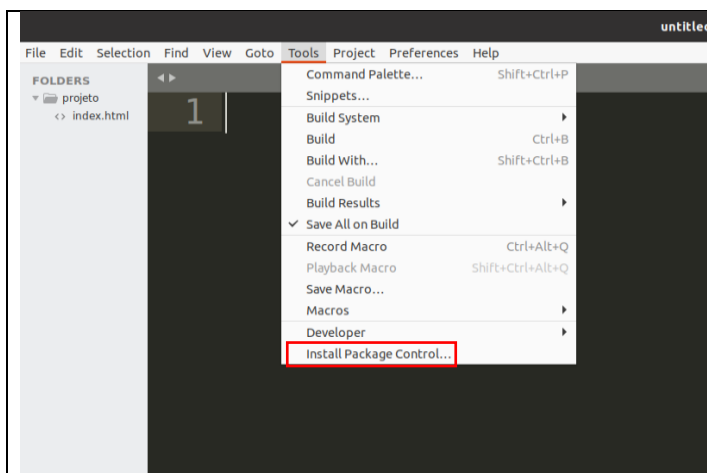 untitled
File Edit Selection Find View Goto Tools Project Preferences Help
FOLDERS
projeto
index.html
1
Command Palette... Shift+Ctrl+P
Snippets...
Build System
Build Ctrl+B
Build With... Shift+Ctrl+B
Cancel Build
Build Results
Save All on Build
Record Macro Ctrl+Alt+Q
Playback Macro Shift+Ctrl+Alt+Q
Save Macro...
Macros
Developer
Install Package Control...